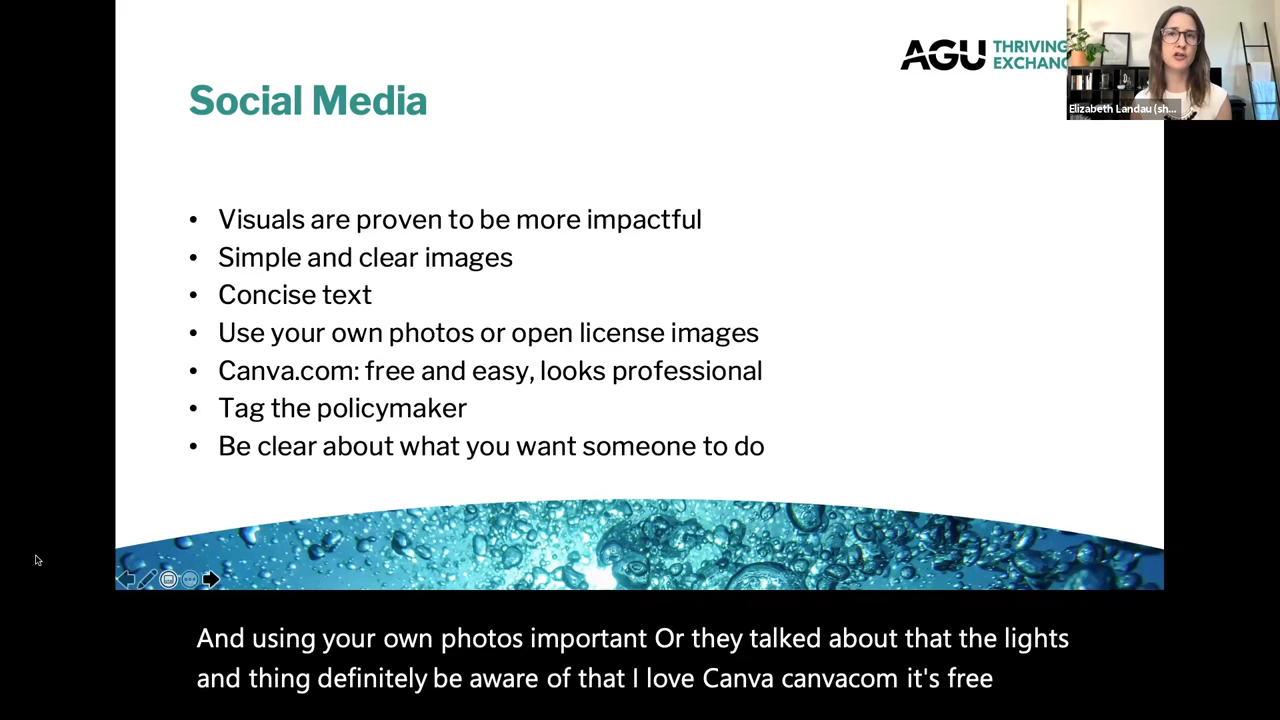 AGU THRIVING
EXCHANG
Elizabeth Landau (sh...
Social Media
• Visuals are proven to be more impactful
• Simple and clear images
• Concise text
• Use your own photos or open license images
• Canva.com: free and easy, looks professional
• Tag the policymaker
• Be clear about what you want someone to do
And using your own photos important Or they talked about that the lights
and thing definitely be aware of that I love Canva canvacom it's free